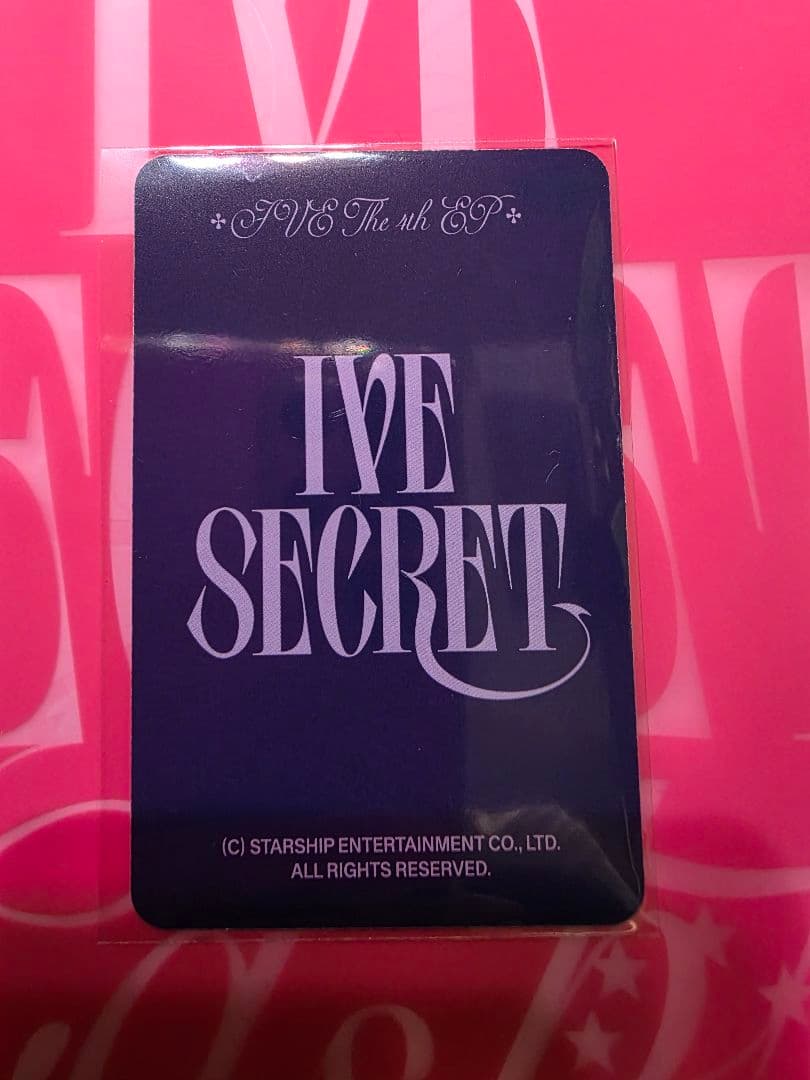 IVE The 4th EP
IVE
SECRET
(C) STARSHIP ENTERTAINMENT CO., LTD.
ALL RIGHTS RESERVED.